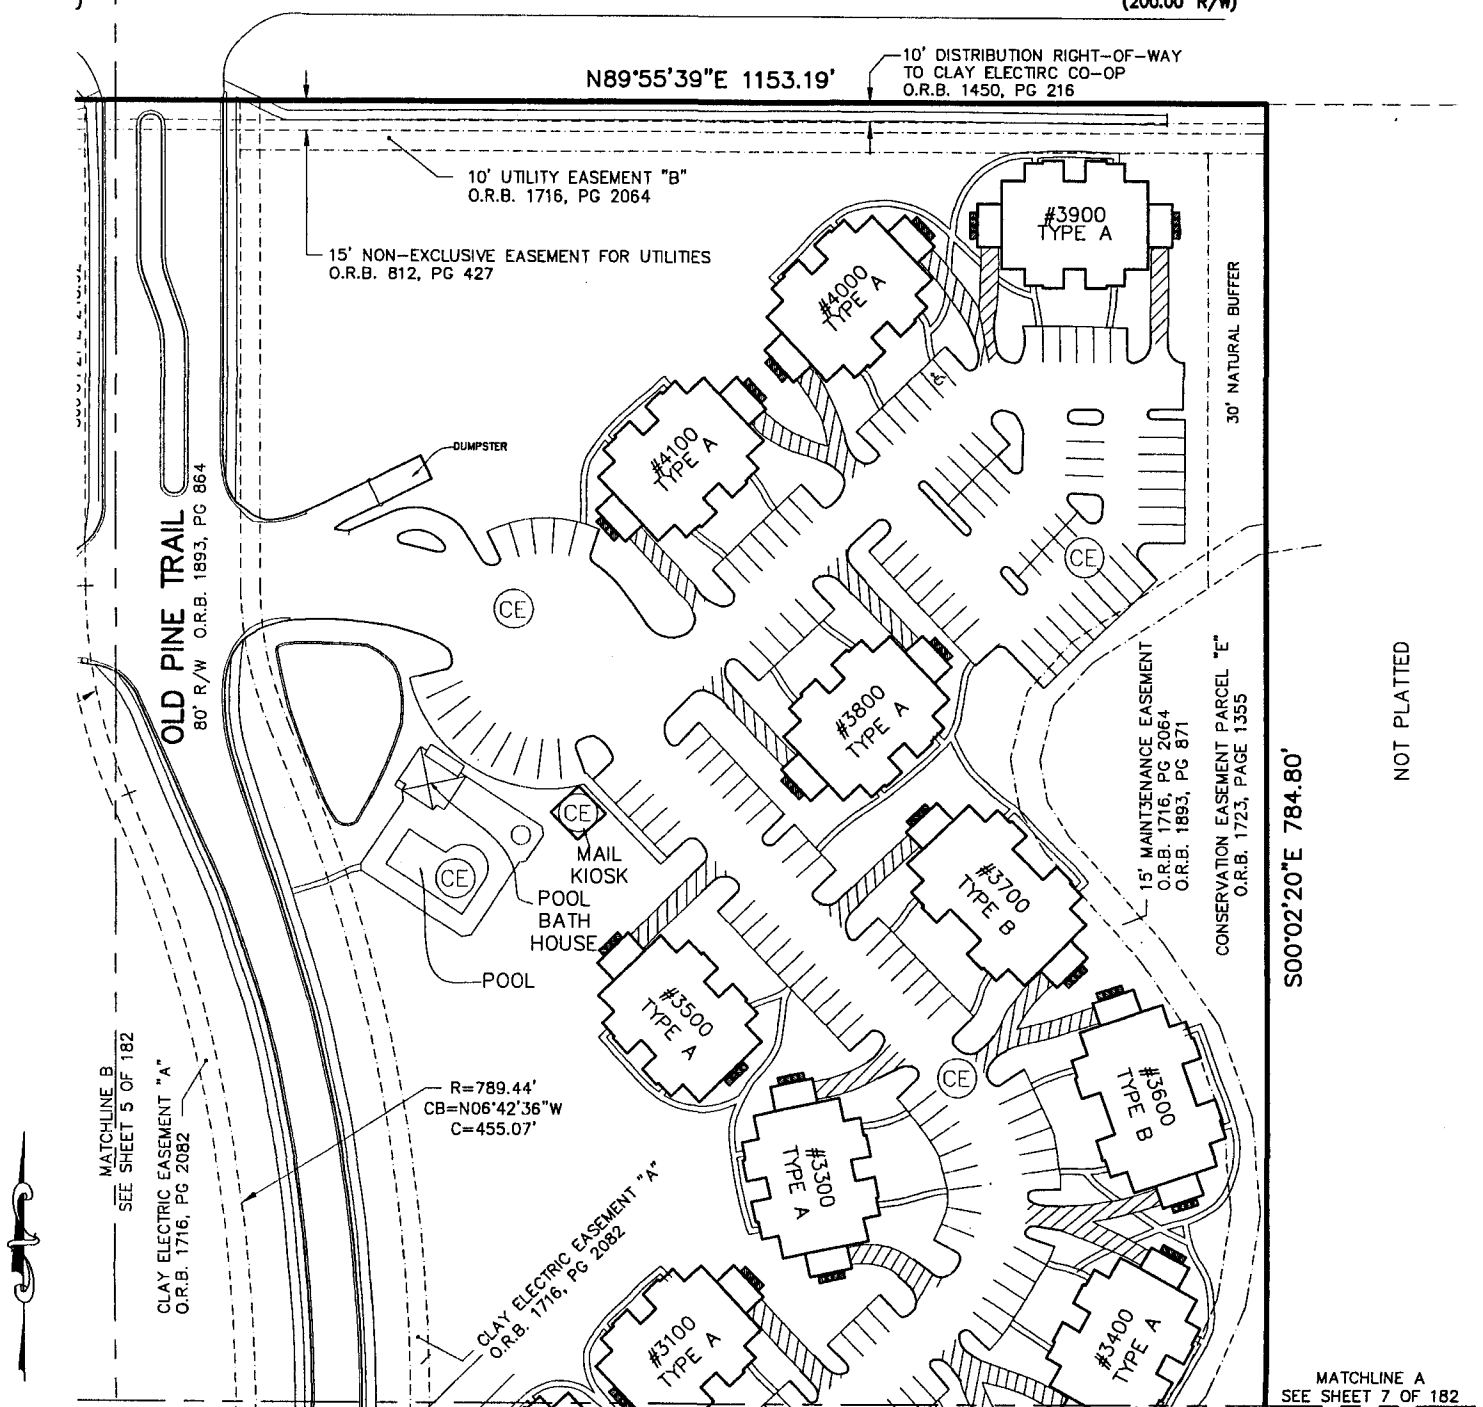 (200.00' R/W)
N89°55'39"E 1153.19'
10' DISTRIBUTION RIGHT-OF-WAY
TO CLAY ELECTIRC CO-OP
O.R.B. 1450, PG 216
10' UTILITY EASEMENT "B"
O.R.B. 1716, PG 2064
15' NON-EXCLUSIVE EASEMENT FOR UTILITIES
O.R.B. 812, PG 427
#3900
TYPE A
#4000
TYPE A
30' NATURAL BUFFER
#4100
TYPE A
DUMPSTER
OLD PINE TRAIL
80' R/W O.R.B. 1893, PG 864
CE
CE
#3800
TYPE A
15' MAINT3ENANCE EASEMENT
O.R.B. 1716, PG 2064
O.R.B. 1893, PG 871
CONSERVATION EASEMENT PARCEL "E"
O.R.B. 1723, PAGE 1355
S00°02'20"E 784.80'
NOT PLATTED
CE
MAIL
KIOSK
CE
POOL
BATH
HOUSE
POOL
#3700
TYPE B
#3500
TYPE A
CE
#3600
TYPE B
R=789.44'
CB=N06°42'36"W
C=455.07'
MATCHLINE B
SEE SHEET 5 OF 182
CLAY ELECTRIC EASEMENT "A"
O.R.B. 1716, PG 2082
#3300
TYPE A
CLAY ELECTRIC EASEMENT "A"
O.R.B. 1716, PG 2082
#3100
TYPE A
#3400
TYPE A
MATCHLINE A
SEE SHEET 7 OF 182